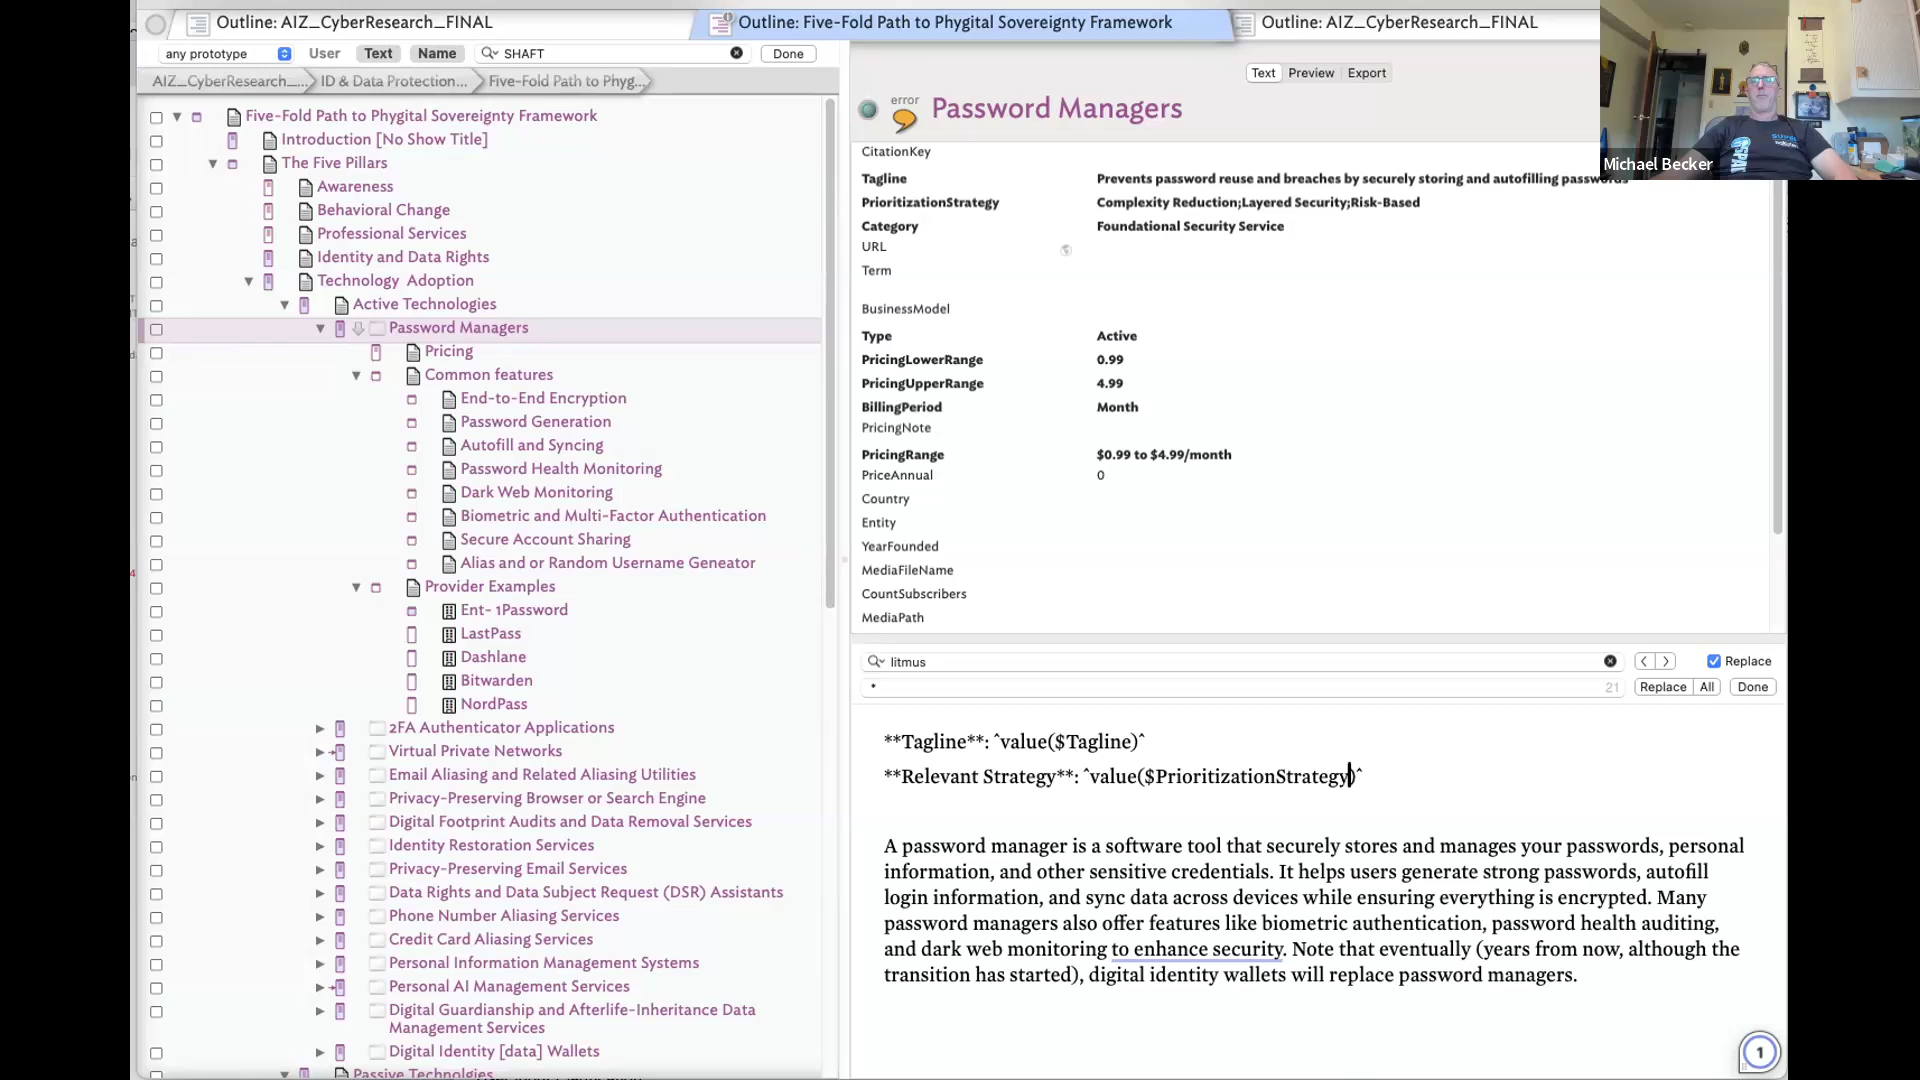 Outline: AIZ_CyberResearch_FINAL
Outline: Five-Fold Path to Phygital Sovereignty Framework
Outline: AIZ_CyberResearch_FINAL
any prototype User Text Name SHAFT Done
AIZ_CyberResearch_... ID & Data Protection... Five-Fold Path to Phyg...
Five-Fold Path to Phygital Sovereignty Framework
Introduction [No Show Title]
The Five Pillars
Awareness
Behavioral Change
Professional Services
Identity and Data Rights
Technology Adoption
Active Technologies
Password Managers
Pricing
Common features
End-to-End Encryption
Password Generation
Autofill and Syncing
Password Health Monitoring
Dark Web Monitoring
Biometric and Multi-Factor Authentication
Secure Account Sharing
Alias and or Random Username Geneator
Provider Examples
Ent- 1Password
LastPass
Dashlane
Bitwarden
NordPass
2FA Authenticator Applications
Virtual Private Networks
Email Aliasing and Related Aliasing Utilities
Privacy-Preserving Browser or Search Engine
Digital Footprint Audits and Data Removal Services
Identity Restoration Services
Privacy-Preserving Email Services
Data Rights and Data Subject Request (DSR) Assistants
Phone Number Aliasing Services
Credit Card Aliasing Services
Personal Information Management Systems
Personal AI Management Services
Digital Guardianship and Afterlife-Inheritance Data
Management Services
Digital Identity [data] Wallets
Passive Technolgies
Text Preview Export
error
Password Managers
CitationKey
Tagline Prevents password reuse and breaches by securely storing and autofilling passwords
PrioritizationStrategy Complexity Reduction;Layered Security;Risk-Based
Category Foundational Security Service
URL
Term
BusinessModel
Type Active
PricingLowerRange 0.99
PricingUpperRange 4.99
BillingPeriod Month
PricingNote
PricingRange $0.99 to $4.99/month
PriceAnnual 0
Country
Entity
YearFounded
MediaFileName
CountSubscribers
MediaPath
litmus Replace
* 21 Replace All Done
**Tagline**: ^value($Tagline)^
**Relevant Strategy**: ^value($PrioritizationStrategy)^
A password manager is a software tool that securely stores and manages your passwords, personal
information, and other sensitive credentials. It helps users generate strong passwords, autofill
login information, and sync data across devices while ensuring everything is encrypted. Many
password managers also offer features like biometric authentication, password health auditing,
and dark web monitoring to enhance security. Note that eventually (years from now, although the
transition has started), digital identity wallets will replace password managers.
1
Michael Becker